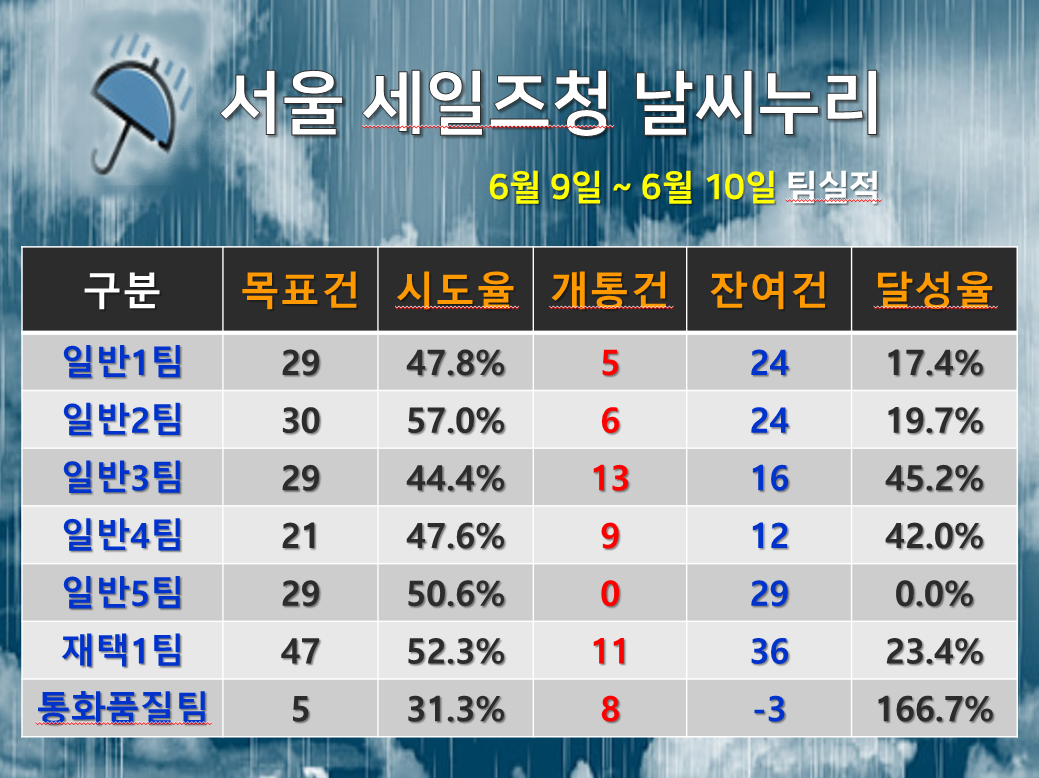 서울 세일즈청 날씨누리
6월 9일 ~ 6월 10일 팀실적
구분 목표건 시도율 개통건 잔여건 달성율
일반1팀 29 47.8% 5 24 17.4%
일반2팀 30 57.0% 6 24 19.7%
일반3팀 29 44.4% 13 16 45.2%
일반4팀 21 47.6% 9 12 42.0%
일반5팀 29 50.6% 0 29 0.0%
재택1팀 47 52.3% 11 36 23.4%
통화품질팀 5 31.3% 8 -3 166.7%